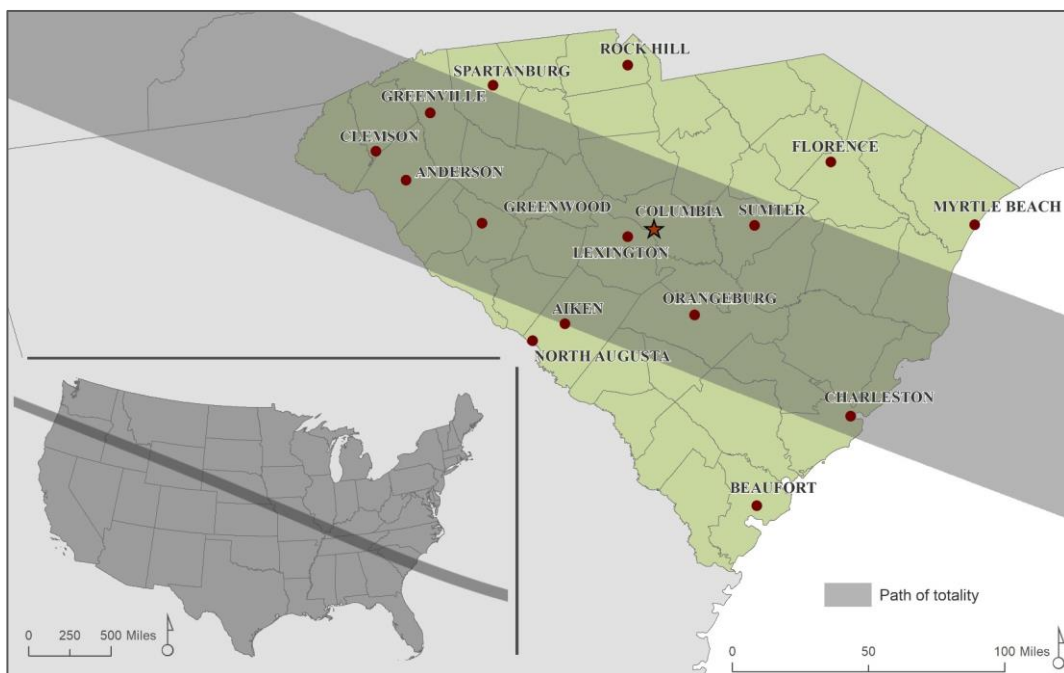 ROCK HILL
SPARTANBURG
GREENVILLE
CLEMSON
FLORENCE
ANDERSON
GREENWOOD
COLUMBIA
SUMTER
MYRTLE BEACH
LEXINGTON
ORANGEBURG
AIKEN
NORTH AUGUSTA
CHARLESTON
BEAUFORT
Path of totality
0 250 500 Miles
0 50 100 Miles